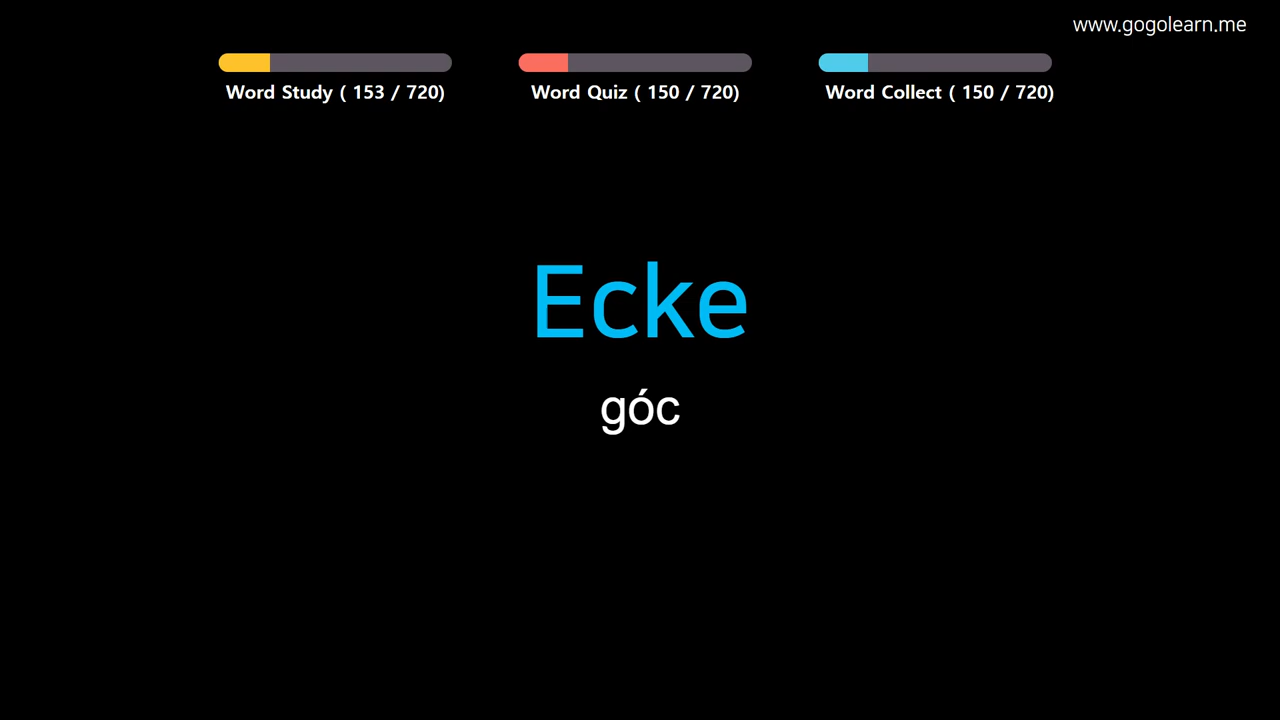 www.gogolearn.me
Word Study ( 153 / 720)
Word Quiz ( 150 / 720)
Word Collect ( 150 / 720)
Ecke
góc